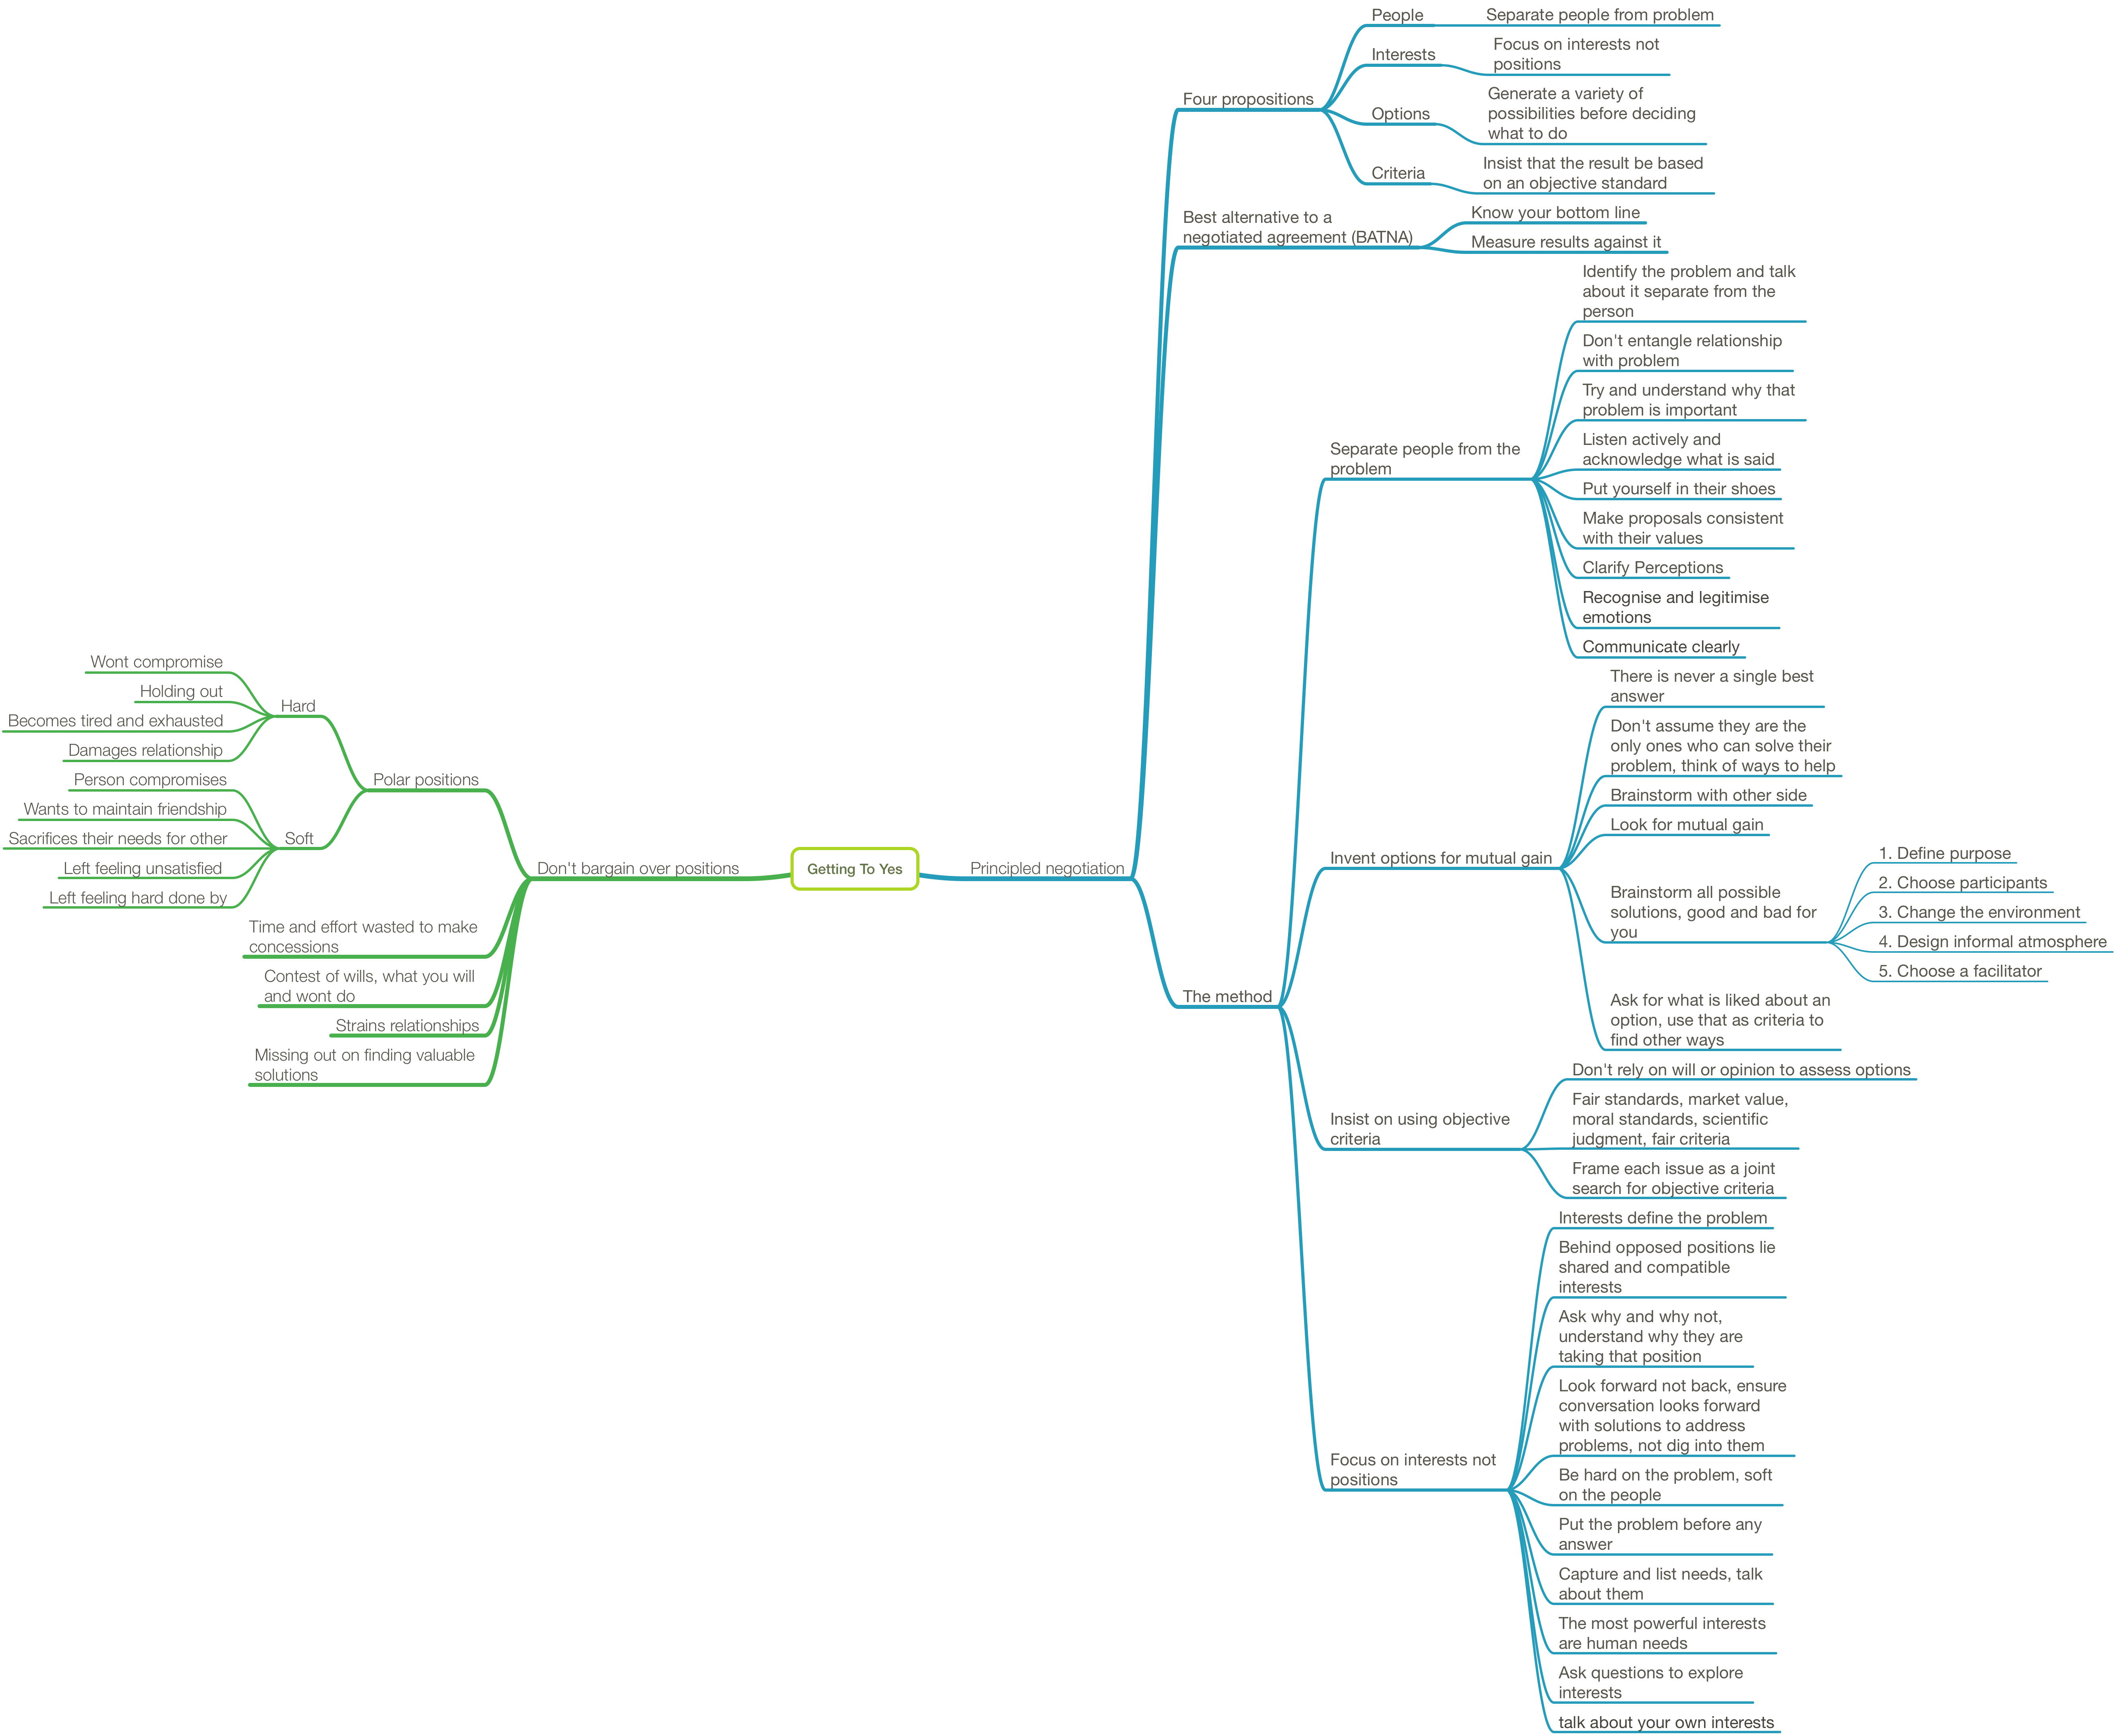 Getting To Yes
Don't bargain over positions
Polar positions
Hard
Wont compromise
Holding out
Becomes tired and exhausted
Damages relationship
Soft
Person compromises
Wants to maintain friendship
Sacrifices their needs for other
Left feeling unsatisfied
Left feeling hard done by
Time and effort wasted to make
concessions
Contest of wills, what you will
and wont do
Strains relationships
Missing out on finding valuable
solutions
Principled negotiation
Four propositions
People
Separate people from problem
Interests
Focus on interests not
positions
Options
Generate a variety of
possibilities before deciding
what to do
Criteria
Insist that the result be based
on an objective standard
Best alternative to a
negotiated agreement (BATNA)
Know your bottom line
Measure results against it
The method
Separate people from the
problem
Identify the problem and talk
about it separate from the
person
Don't entangle relationship
with problem
Try and understand why that
problem is important
Listen actively and
acknowledge what is said
Put yourself in their shoes
Make proposals consistent
with their values
Clarify Perceptions
Recognise and legitimise
emotions
Communicate clearly
Invent options for mutual gain
There is never a single best
answer
Don't assume they are the
only ones who can solve their
problem, think of ways to help
Brainstorm with other side
Look for mutual gain
Brainstorm all possible
solutions, good and bad for
you
1. Define purpose
2. Choose participants
3. Change the environment
4. Design informal atmosphere
5. Choose a facilitator
Ask for what is liked about an
option, use that as criteria to
find other ways
Insist on using objective
criteria
Don't rely on will or opinion to assess options
Fair standards, market value,
moral standards, scientific
judgment, fair criteria
Frame each issue as a joint
search for objective criteria
Focus on interests not
positions
Interests define the problem
Behind opposed positions lie
shared and compatible
interests
Ask why and why not,
understand why they are
taking that position
Look forward not back, ensure
conversation looks forward
with solutions to address
problems, not dig into them
Be hard on the problem, soft
on the people
Put the problem before any
answer
Capture and list needs, talk
about them
The most powerful interests
are human needs
Ask questions to explore
interests
talk about your own interests